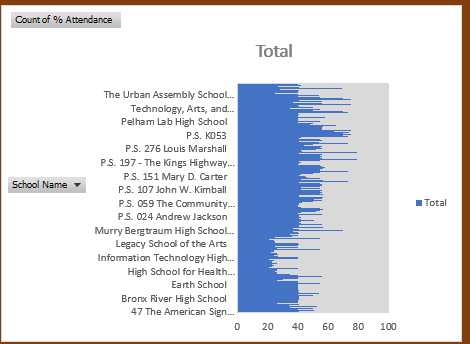 Count of % Attendance
Total
The Urban Assembly School...
Technology, Arts, and...
Pelham Lab High School
P.S. K053
P.S. 276 Louis Marshall
P.S. 197 - The Kings Highway...
P.S. 151 Mary D. Carter
School Name
P.S. 107 John W. Kimball
P.S. 059 The Community...
P.S. 024 Andrew Jackson
Total
Murry Bergtraum High School...
Legacy School of the Arts
Information Technology High...
High School for Health...
Earth School
Bronx River High School
47 The American Sign...
0 20 40 60 80 100